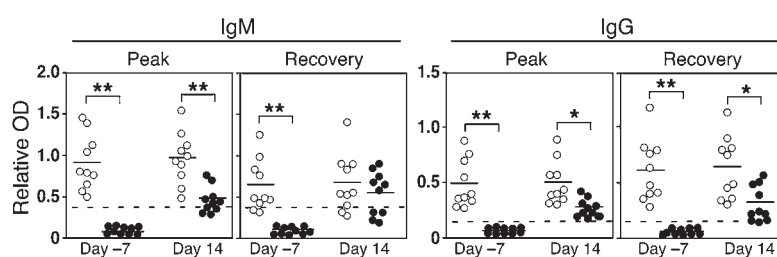 IgM
IgG
Peak
Recovery
Peak
Recovery
Relative OD
2.0
1.5
1.0
0.5
0
**
**
**
1.5
1.0
0.5
0
**
*
**
*
Day –7
Day 14
Day –7
Day 14
Day –7
Day 14
Day –7
Day 14